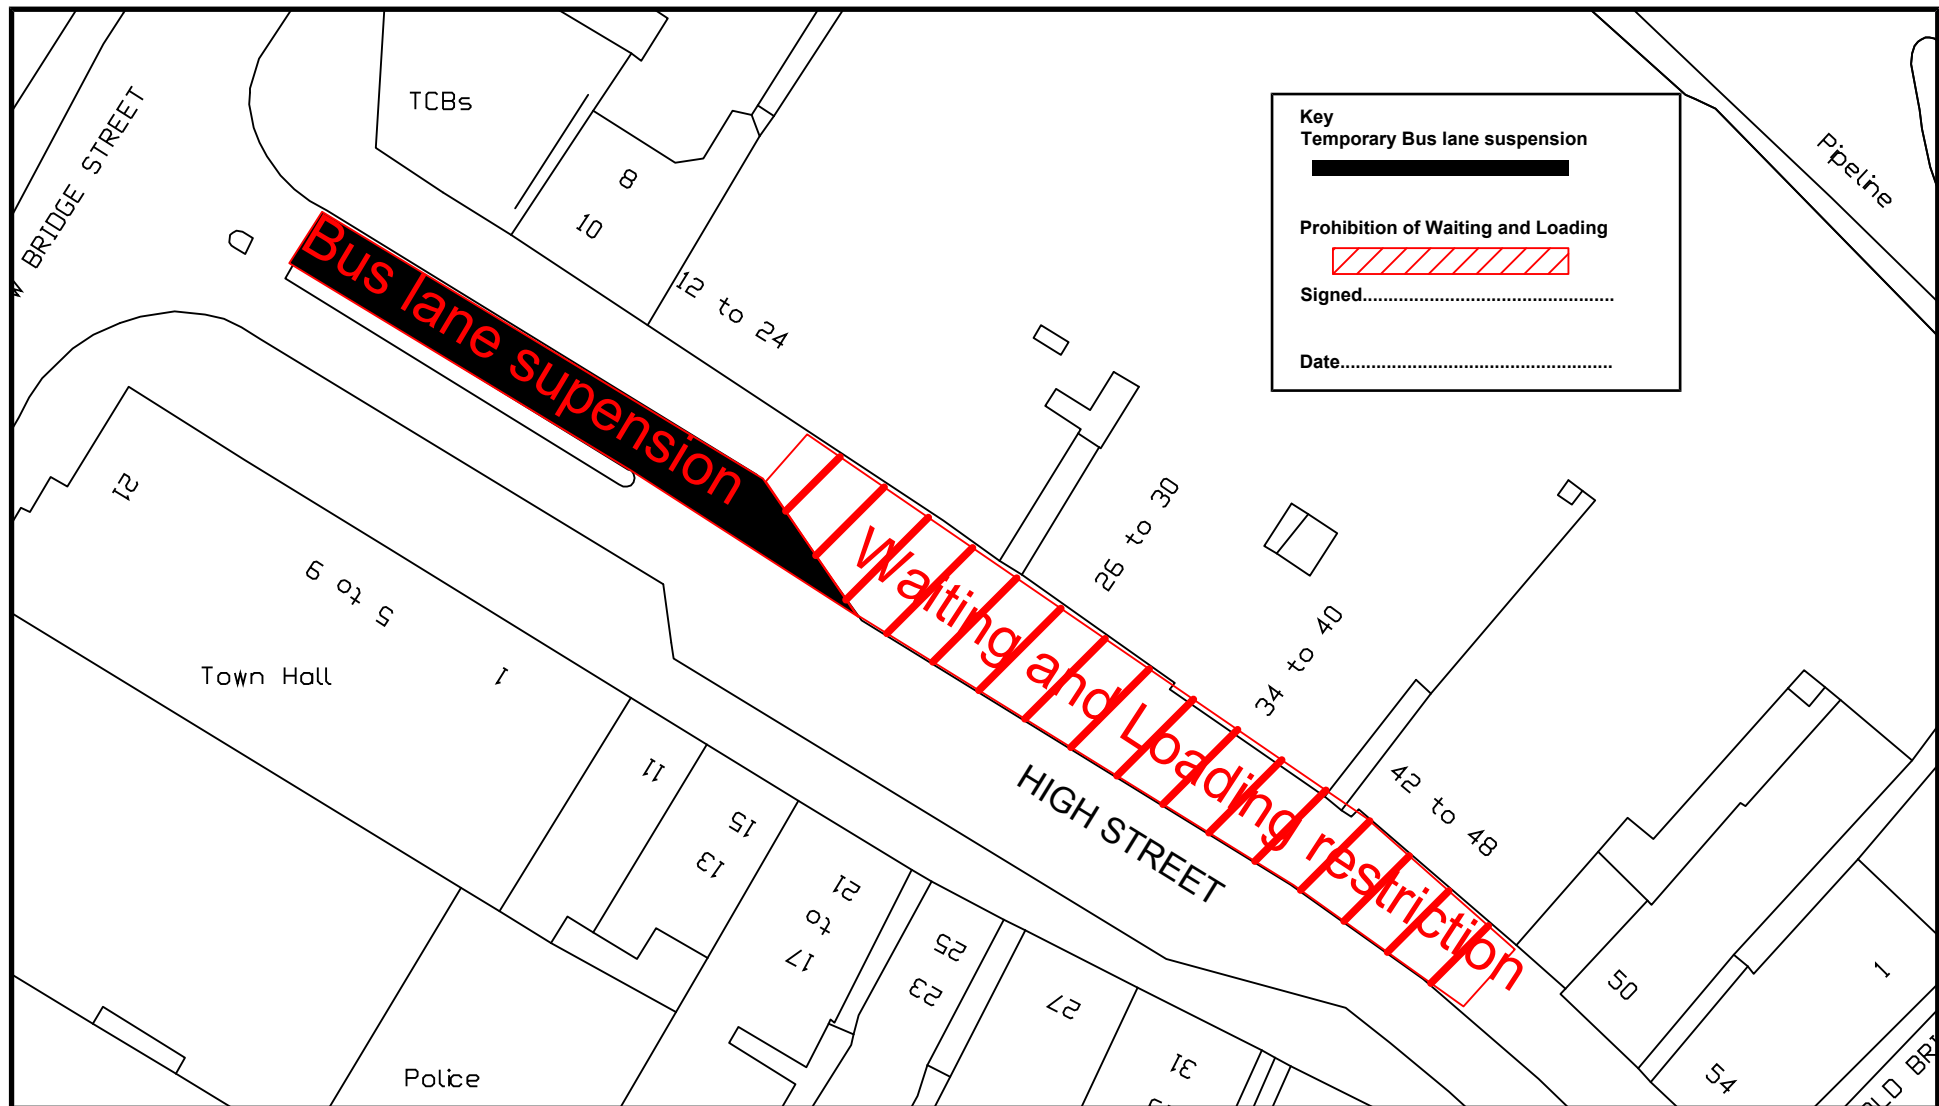 TCBs
W BRIDGE STREET
8
10
12 to 24
Key
Temporary Bus lane suspension
Prohibition of Waiting and Loading
Signed.................................................
Date.....................................................
Pipeline
Bus lane supension
Waiting and Loading restriction
HIGH STREET
26 to 30
34 to 40
42 to 48
21
5 to 9
Town Hall
1
11
15
13
21
to
17
25
23
27
31
Police
50
54
1